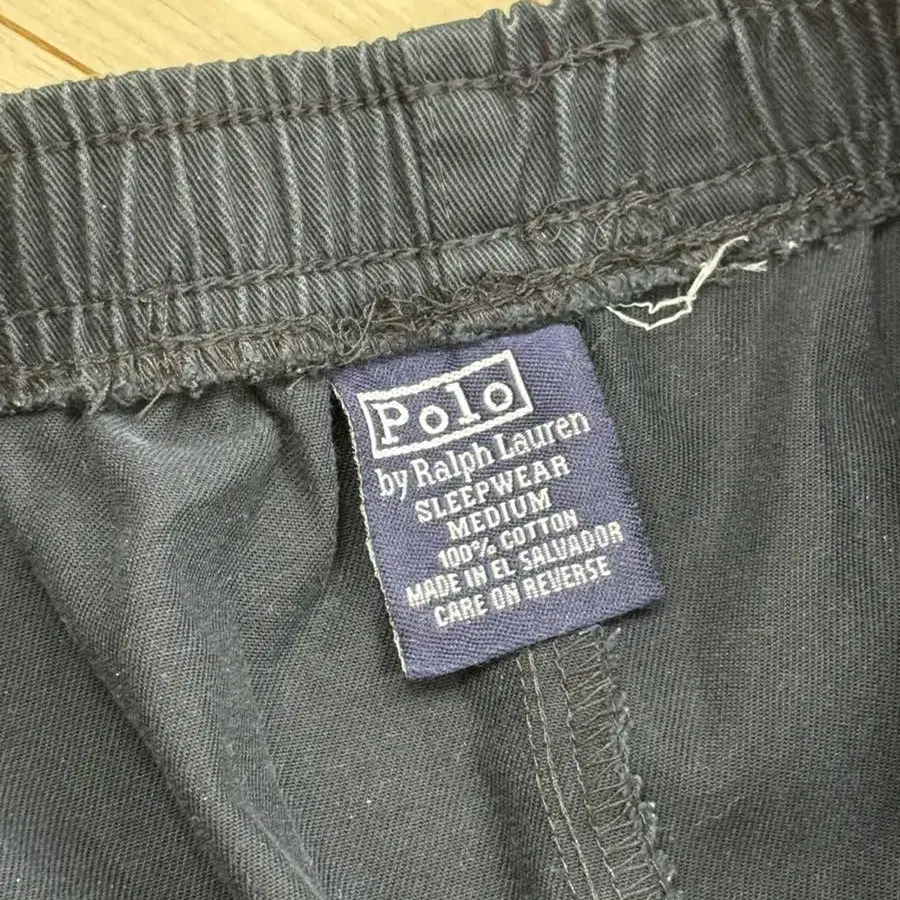 Polo
by Ralph Lauren
SLEEPWEAR
MEDIUM
100% COTTON
MADE IN EL SALVADOR
CARE ON REVERSE